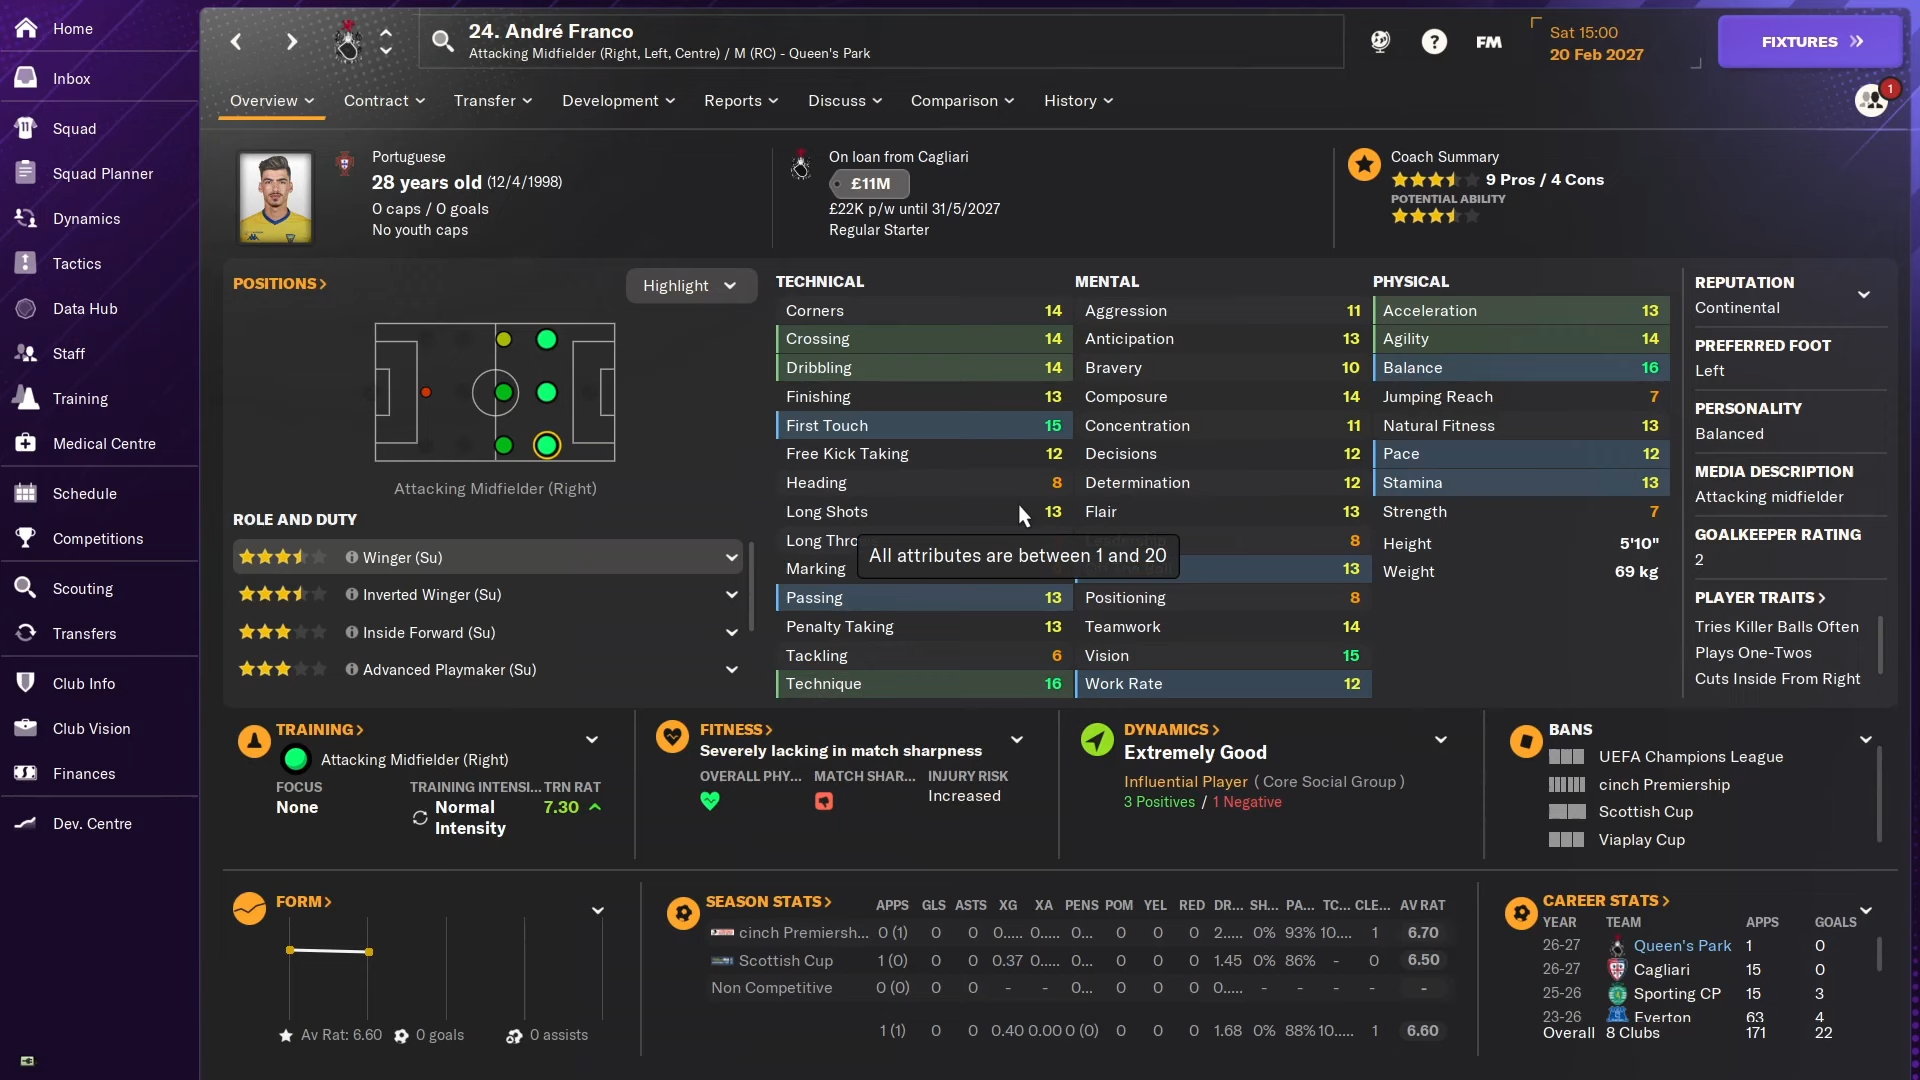 Home
Inbox
Squad
Squad Planner
Dynamics
Tactics
Data Hub
Staff
Training
Medical Centre
Schedule
Competitions
Scouting
Transfers
Club Info
Club Vision
Finances
Dev. Centre
24. André Franco
Attacking Midfielder (Right, Left, Centre) / M (RC) - Queen's Park
?
FM
Sat 15:00
20 Feb 2027
FIXTURES
1
Overview
Contract
Transfer
Development
Reports
Discuss
Comparison
History
Portuguese
28 years old (12/4/1998)
0 caps / 0 goals
No youth caps
On loan from Cagliari
£11M
£22K p/w until 31/5/2027
Regular Starter
Coach Summary
9 Pros / 4 Cons
POTENTIAL ABILITY
POSITIONS >
Highlight
Attacking Midfielder (Right)
ROLE AND DUTY
Winger (Su)
Inverted Winger (Su)
Inside Forward (Su)
Advanced Playmaker (Su)
TECHNICAL
Corners 14
Crossing 14
Dribbling 14
Finishing 13
First Touch 15
Free Kick Taking 12
Heading 8
Long Shots 13
Long Thro
Marking
Passing 13
Penalty Taking 13
Tackling 6
Technique 16
All attributes are between 1 and 20
MENTAL
Aggression 11
Anticipation 13
Bravery 10
Composure 14
Concentration 11
Decisions 12
Determination 12
Flair 13
Leadership 8
13
Positioning 8
Teamwork 14
Vision 15
Work Rate 12
PHYSICAL
Acceleration 13
Agility 14
Balance 16
Jumping Reach 7
Natural Fitness 13
Pace 12
Stamina 13
Strength 7
Height 5'10"
Weight 69 kg
REPUTATION
Continental
PREFERRED FOOT
Left
PERSONALITY
Balanced
MEDIA DESCRIPTION
Attacking midfielder
GOALKEEPER RATING
2
PLAYER TRAITS >
Tries Killer Balls Often
Plays One-Twos
Cuts Inside From Right
TRAINING >
Attacking Midfielder (Right)
FOCUS TRAINING INTENSI... TRN RAT
None Normal Intensity 7.30
FITNESS >
Severely lacking in match sharpness
OVERALL PHY... MATCH SHAR... INJURY RISK
Increased
DYNAMICS >
Extremely Good
Influential Player ( Core Social Group )
3 Positives / 1 Negative
BANS
UEFA Champions League
cinch Premiership
Scottish Cup
Viaplay Cup
FORM >
Av Rat: 6.60 0 goals 0 assists
SEASON STATS > APPS GLS ASTS XG XA PENS POM YEL RED DR... SH... PA... TC... CLE... AV RAT
cinch Premiersh... 0 (1) 0 0 0..... 0..... 0... 0 0 0 2..... 0% 93% 10.... 1 6.70
Scottish Cup 1 (0) 0 0 0.37 0..... 0... 0 0 0 1.45 0% 86% - 0 6.50
Non Competitive 0 (0) 0 0 - - 0... 0 0 0 0..... - - - - -
1 (1) 0 0 0.40 0.00 0 (0) 0 0 0 1.68 0% 88% 10..... 1 6.60
CAREER STATS >
YEAR TEAM APPS GOALS
26-27 Queen's Park 1 0
26-27 Cagliari 15 0
25-26 Sporting CP 15 3
23-26 Everton 63 4
Overall 8 Clubs 171 22